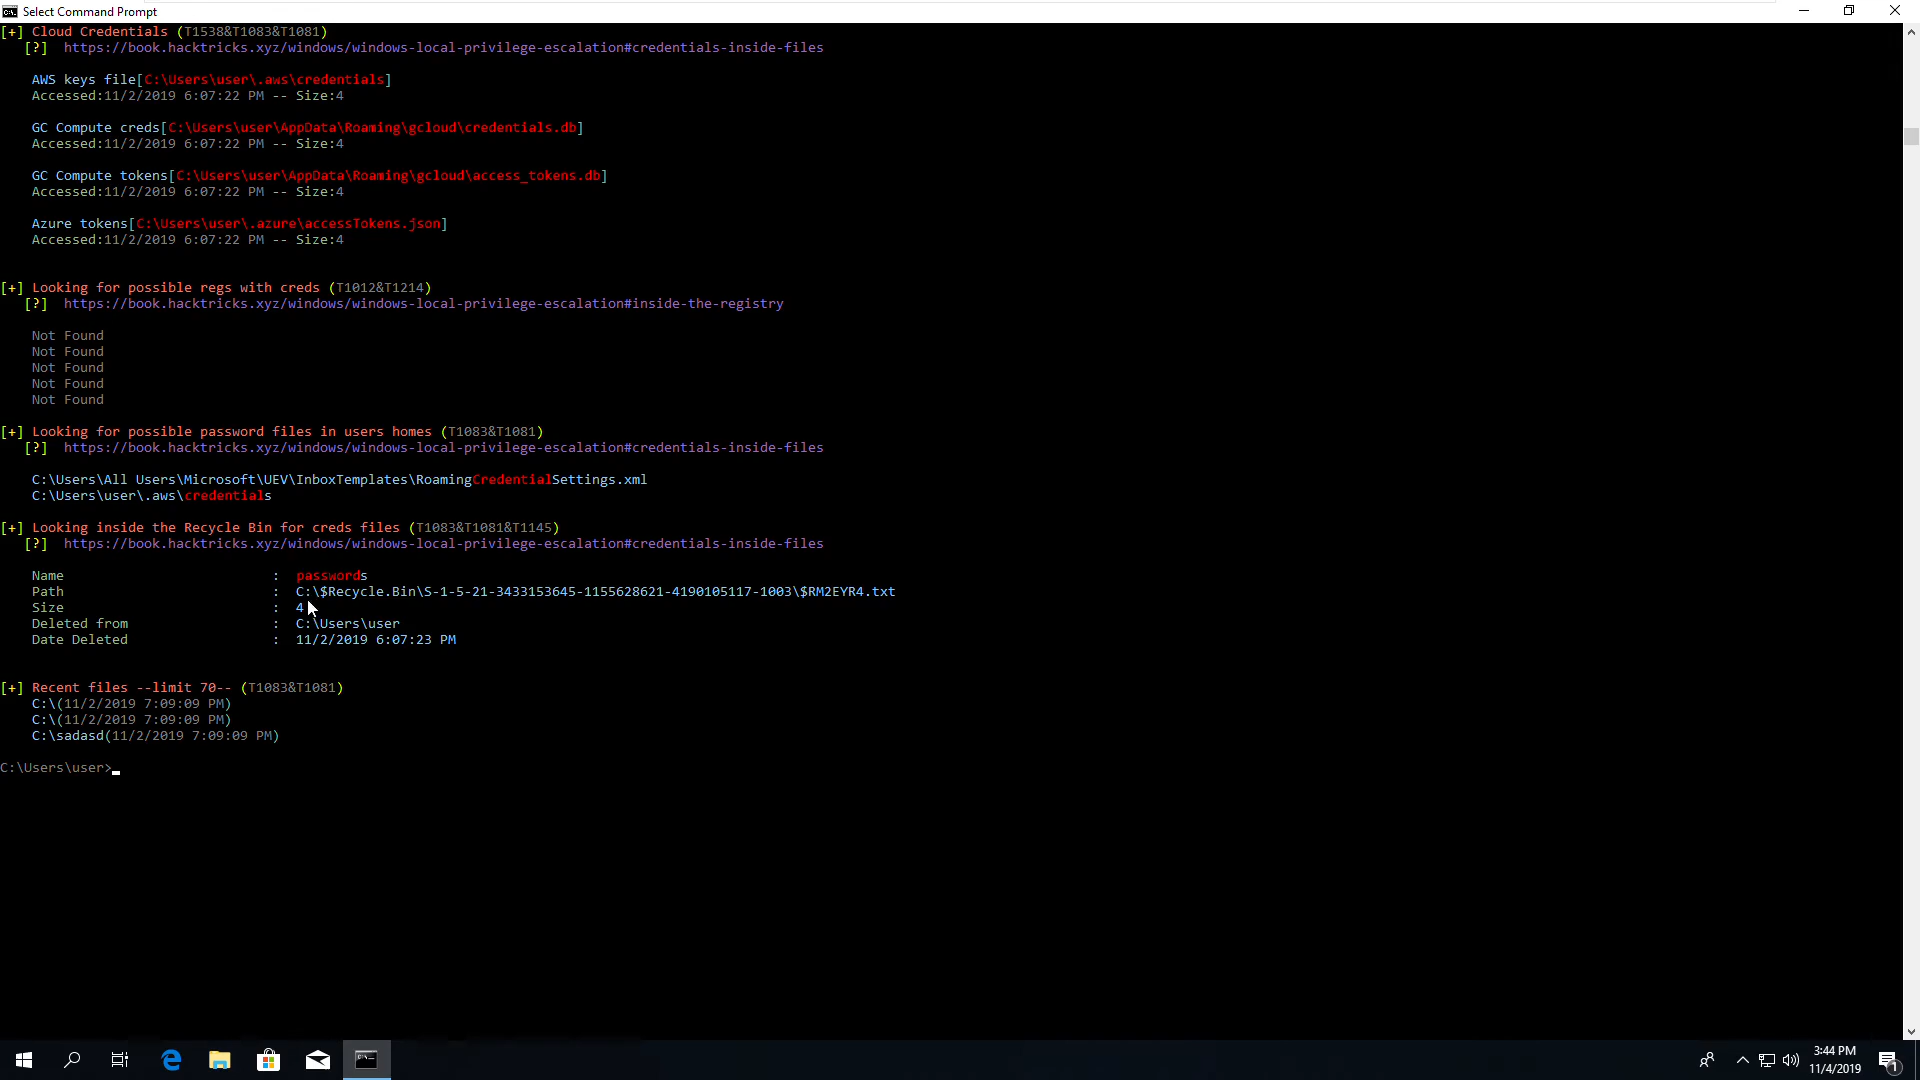 Select Command Prompt
[+] Cloud Credentials (T1538&T1083&T1081)
[?] https://book.hacktricks.xyz/windows/windows-local-privilege-escalation#credentials-inside-files
AWS keys file[C:\Users\user\.aws\credentials]
Accessed:11/2/2019 6:07:22 PM -- Size:4
GC Compute creds[C:\Users\user\AppData\Roaming\gcloud\credentials.db]
Accessed:11/2/2019 6:07:22 PM -- Size:4
GC Compute tokens[C:\Users\user\AppData\Roaming\gcloud\access_tokens.db]
Accessed:11/2/2019 6:07:22 PM -- Size:4
Azure tokens[C:\Users\user\.azure\accessTokens.json]
Accessed:11/2/2019 6:07:22 PM -- Size:4
[+] Looking for possible regs with creds (T1012&T1214)
[?] https://book.hacktricks.xyz/windows/windows-local-privilege-escalation#inside-the-registry
Not Found
Not Found
Not Found
Not Found
Not Found
[+] Looking for possible password files in users homes (T1083&T1081)
[?] https://book.hacktricks.xyz/windows/windows-local-privilege-escalation#credentials-inside-files
C:\Users\All Users\Microsoft\UEV\InboxTemplates\RoamingCredentialSettings.xml
C:\Users\user\.aws\credentials
[+] Looking inside the Recycle Bin for creds files (T1083&T1081&T1145)
[?] https://book.hacktricks.xyz/windows/windows-local-privilege-escalation#credentials-inside-files
Name : passwords
Path : C:\$Recycle.Bin\S-1-5-21-3433153645-1155628621-4190105117-1003\$RM2EYR4.txt
Size : 4
Deleted from : C:\Users\user
Date Deleted : 11/2/2019 6:07:23 PM
[+] Recent files --limit 70-- (T1083&T1081)
C:\(11/2/2019 7:09:09 PM)
C:\(11/2/2019 7:09:09 PM)
C:\sadasd(11/2/2019 7:09:09 PM)
C:\Users\user>
3:44 PM
11/4/2019
1